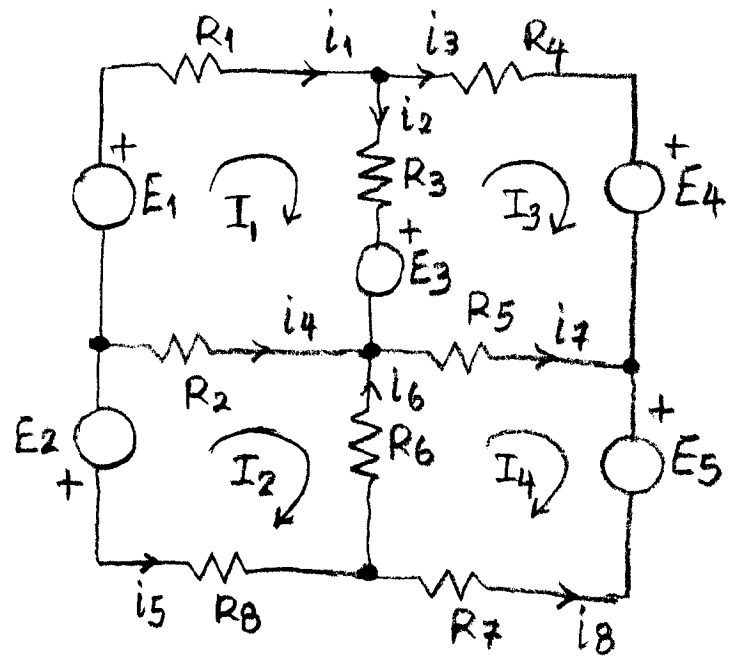 R1 i1 i3 R4
+ i2 +
E1 I1 R3 I3 E4
+ E3
i4 R5 i7
R2 i6 +
E2 I2 R6 I4 E5
+
i5 R8 R7 i8